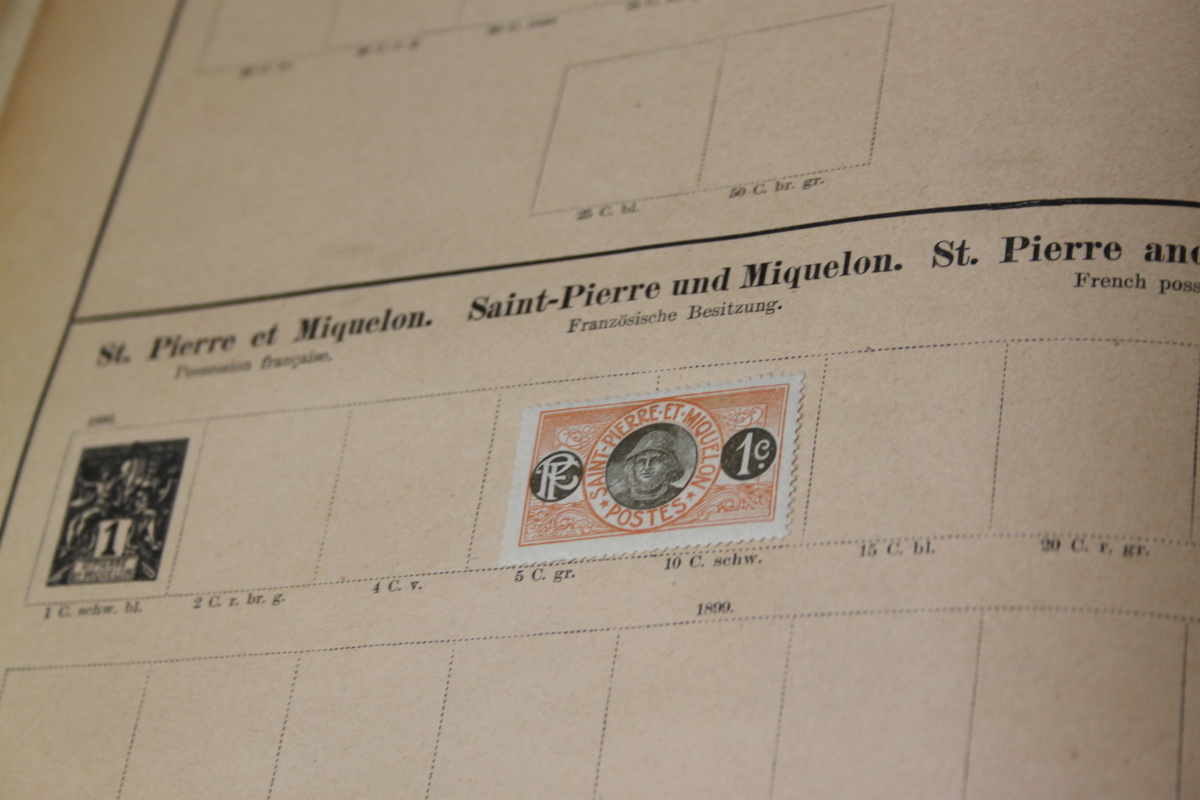 25 C. bl.
50 C. br. gr.
St. Pierre et Miquelon. Saint-Pierre und Miquelon. St. Pierre and
Possession française. Französische Besitzung. French poss
SAINT-PIERRE-ET-MIQUELON
RF
1c.
POSTES
1
1 C. schw. bl.
2 C. r. br. g.
4 C. v.
5 C. gr.
10 C. schw.
15 C. bl.
20 C. r. gr.
1899.